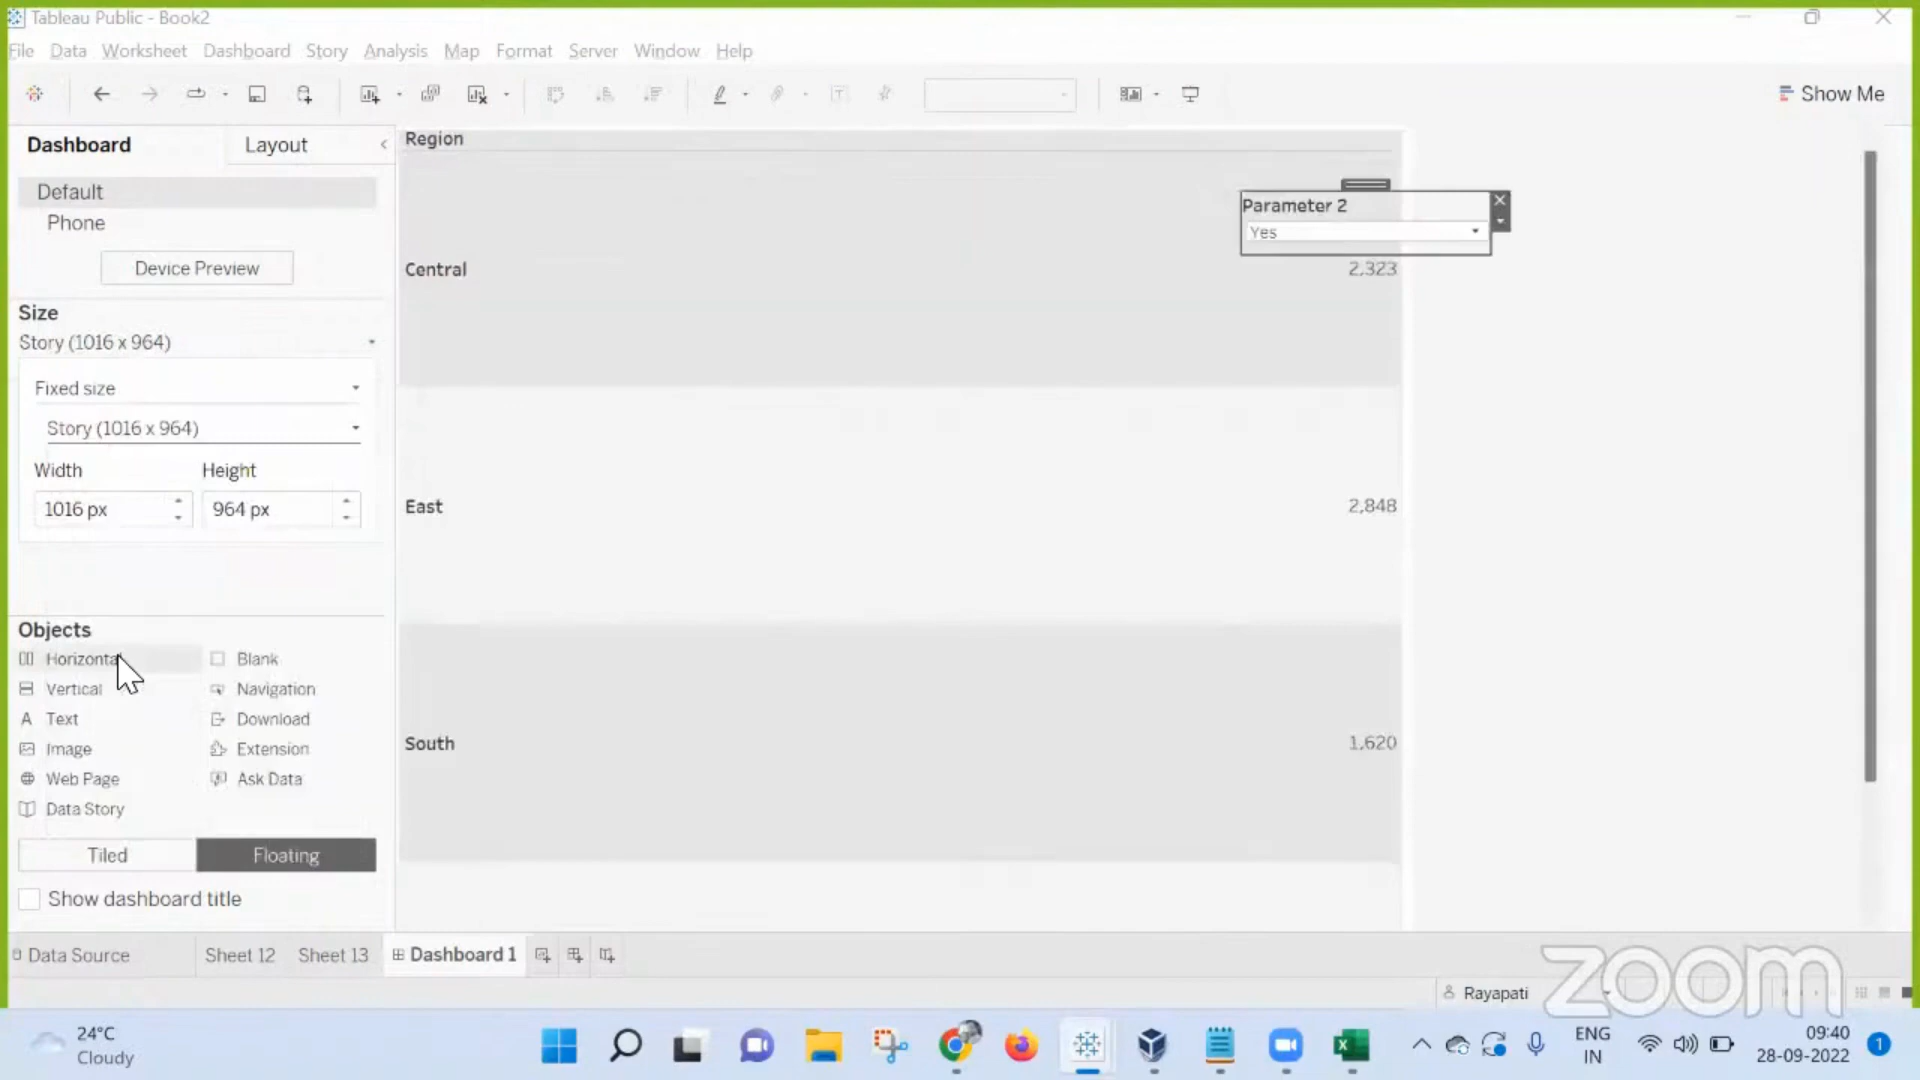 Tableau Public - Book2
File Data Worksheet Dashboard Story Analysis Map Format Server Window Help
Show Me
Dashboard Layout
Default
Phone
Device Preview
Size
Story (1016 x 964)
Fixed size
Story (1016 x 964)
Width Height
1016 px 964 px
Objects
Horizontal Blank
Vertical Navigation
A Text Download
Image Extension
Web Page Ask Data
Data Story
Tiled Floating
Show dashboard title
Region
Parameter 2
Yes
Central 2,323
East 2,848
South 1,620
Data Source Sheet 12 Sheet 13 Dashboard 1
Rayapati
zoom
24°C
Cloudy
ENG
IN
09:40
28-09-2022
1